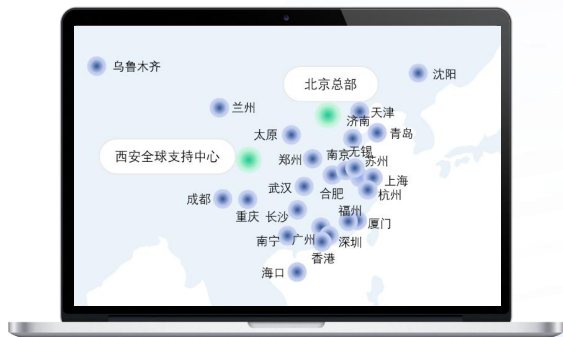 乌鲁木齐
沈阳
北京总部
兰州
天津
济南
青岛
太原
西安全球支持中心
郑州
南京
无锡
苏州
上海
武汉
合肥
杭州
成都
重庆
长沙
福州
厦门
南宁
广州
深圳
香港
海口